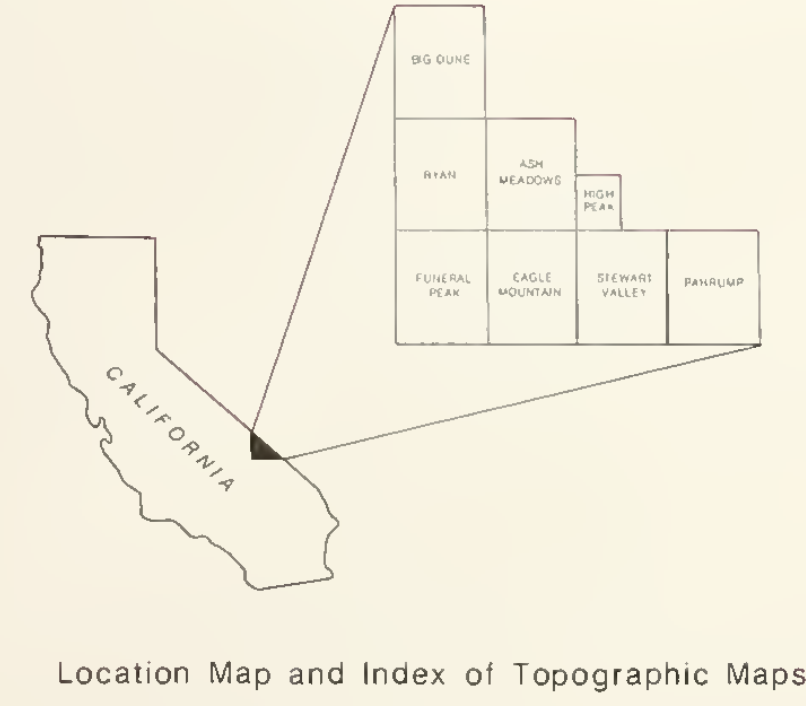 BIG DUNE
RYAN
ASH
MEADOWS
HIGH
PEAK
FUNERAL
PEAK
EAGLE
MOUNTAIN
STEWART
VALLEY
PAHRUMP
CALIFORNIA
Location Map and Index of Topographic Maps